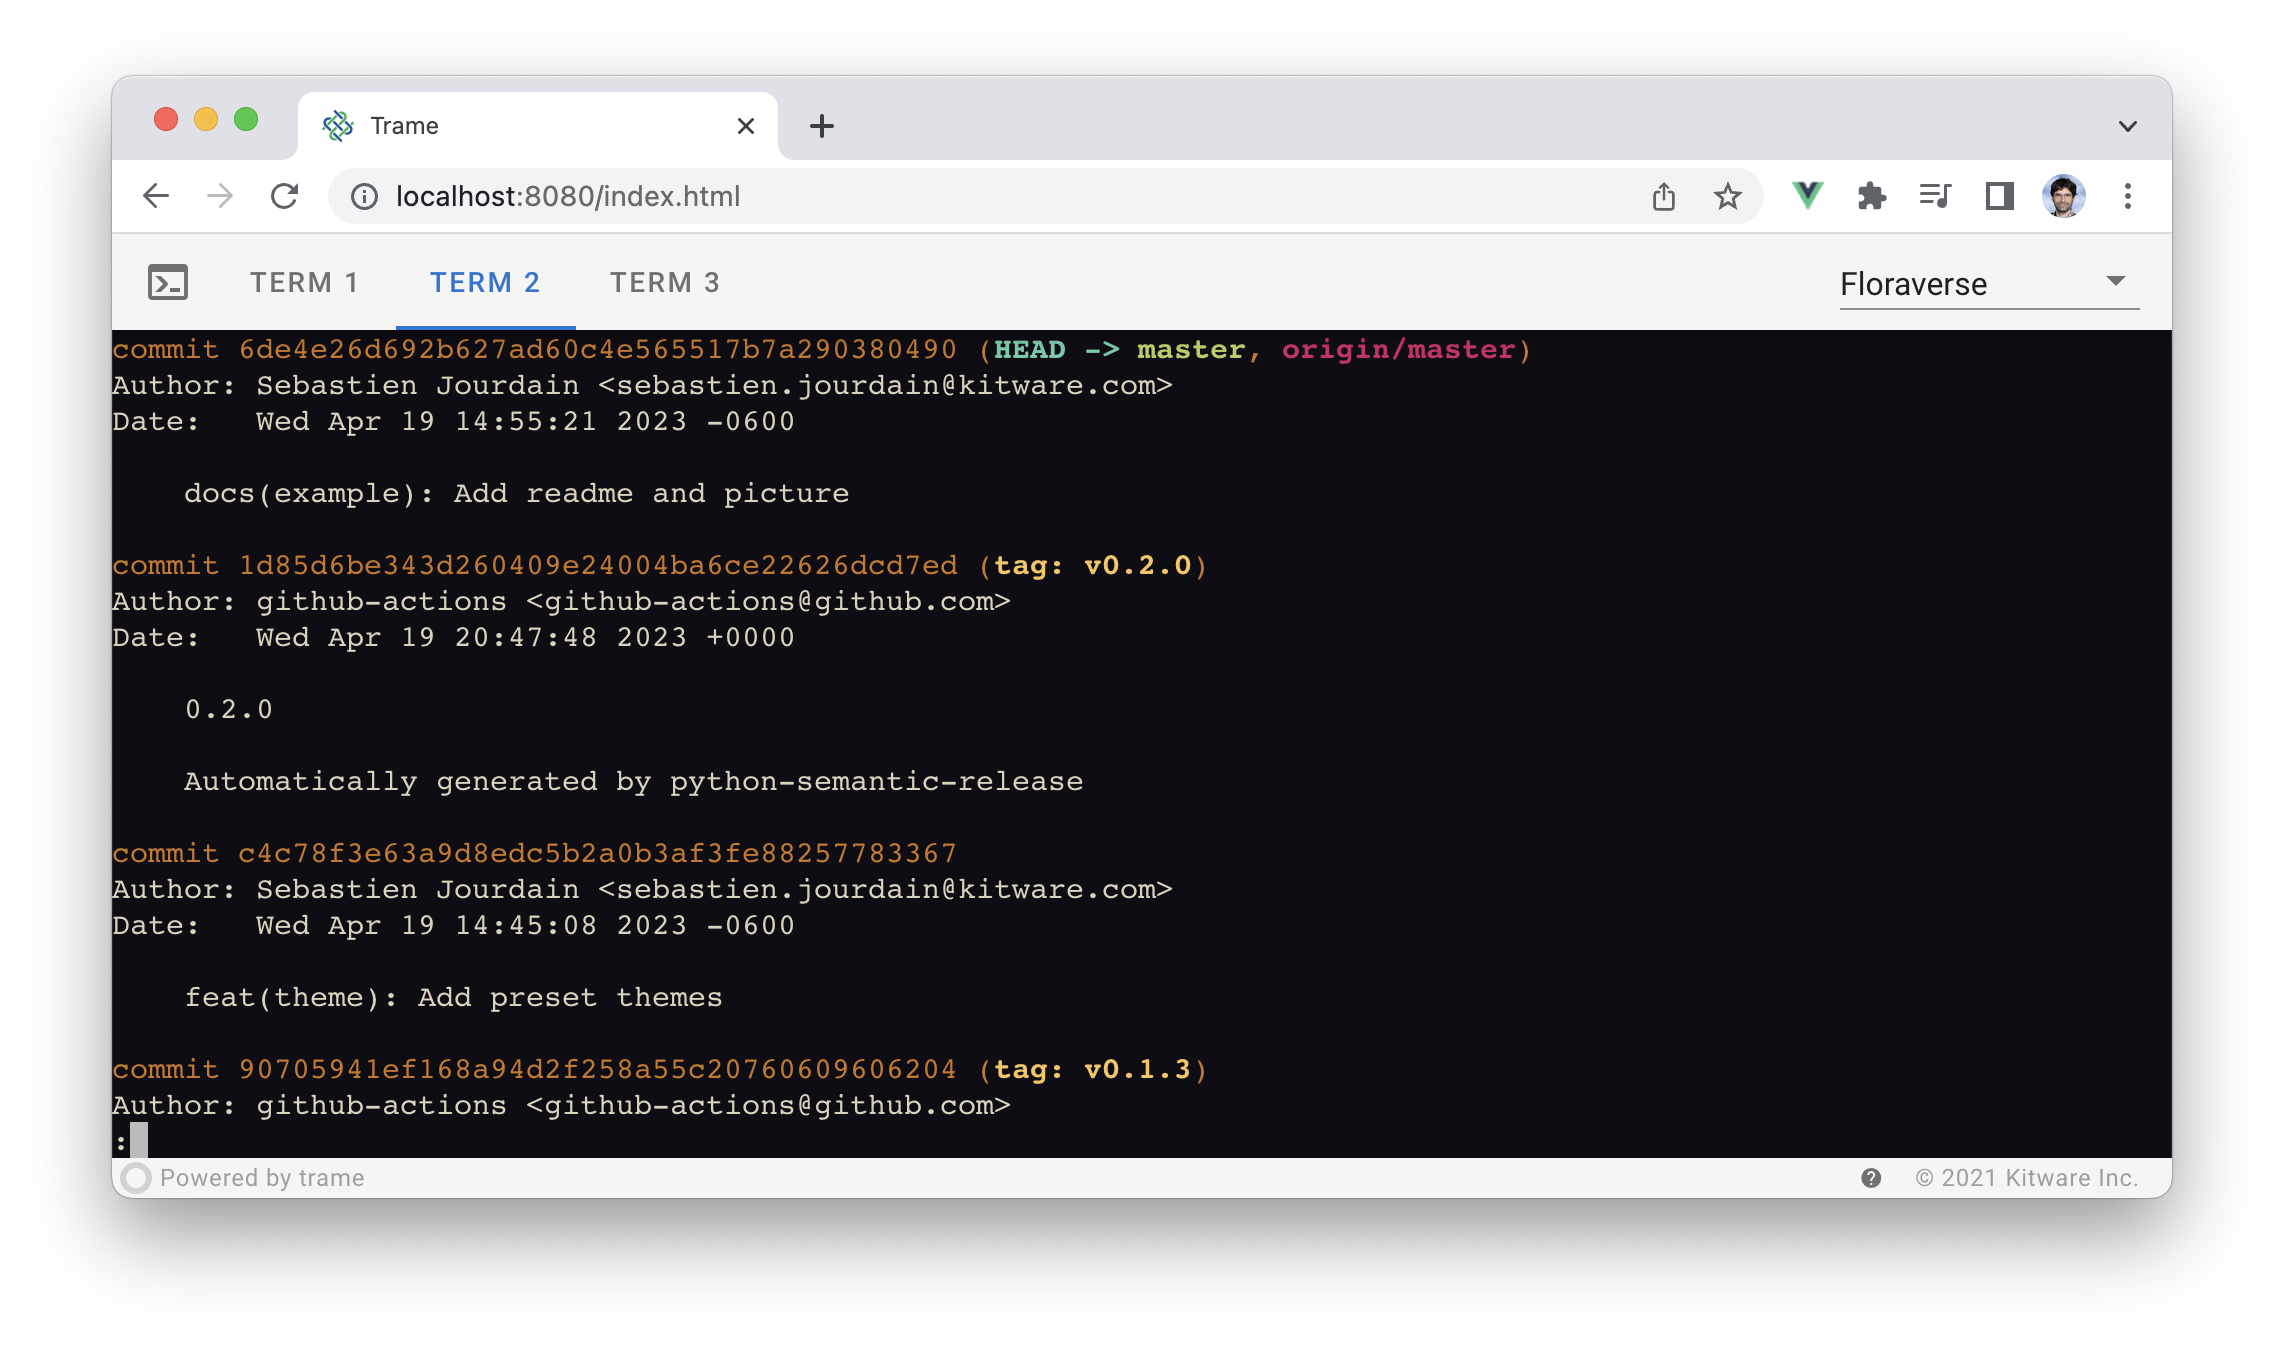 Trame
localhost:8080/index.html
TERM 1 TERM 2 TERM 3 Floraverse
commit 6de4e26d692b627ad60c4e565517b7a290380490 (HEAD -> master, origin/master)
Author: Sebastien Jourdain <sebastien.jourdain@kitware.com>
Date:   Wed Apr 19 14:55:21 2023 -0600
    docs(example): Add readme and picture
commit 1d85d6be343d260409e24004ba6ce22626dcd7ed (tag: v0.2.0)
Author: github-actions <github-actions@github.com>
Date:   Wed Apr 19 20:47:48 2023 +0000
    0.2.0
    Automatically generated by python-semantic-release
commit c4c78f3e63a9d8edc5b2a0b3af3fe88257783367
Author: Sebastien Jourdain <sebastien.jourdain@kitware.com>
Date:   Wed Apr 19 14:45:08 2023 -0600
    feat(theme): Add preset themes
commit 90705941ef168a94d2f258a55c20760609606204 (tag: v0.1.3)
Author: github-actions <github-actions@github.com>
:
Powered by trame © 2021 Kitware Inc.